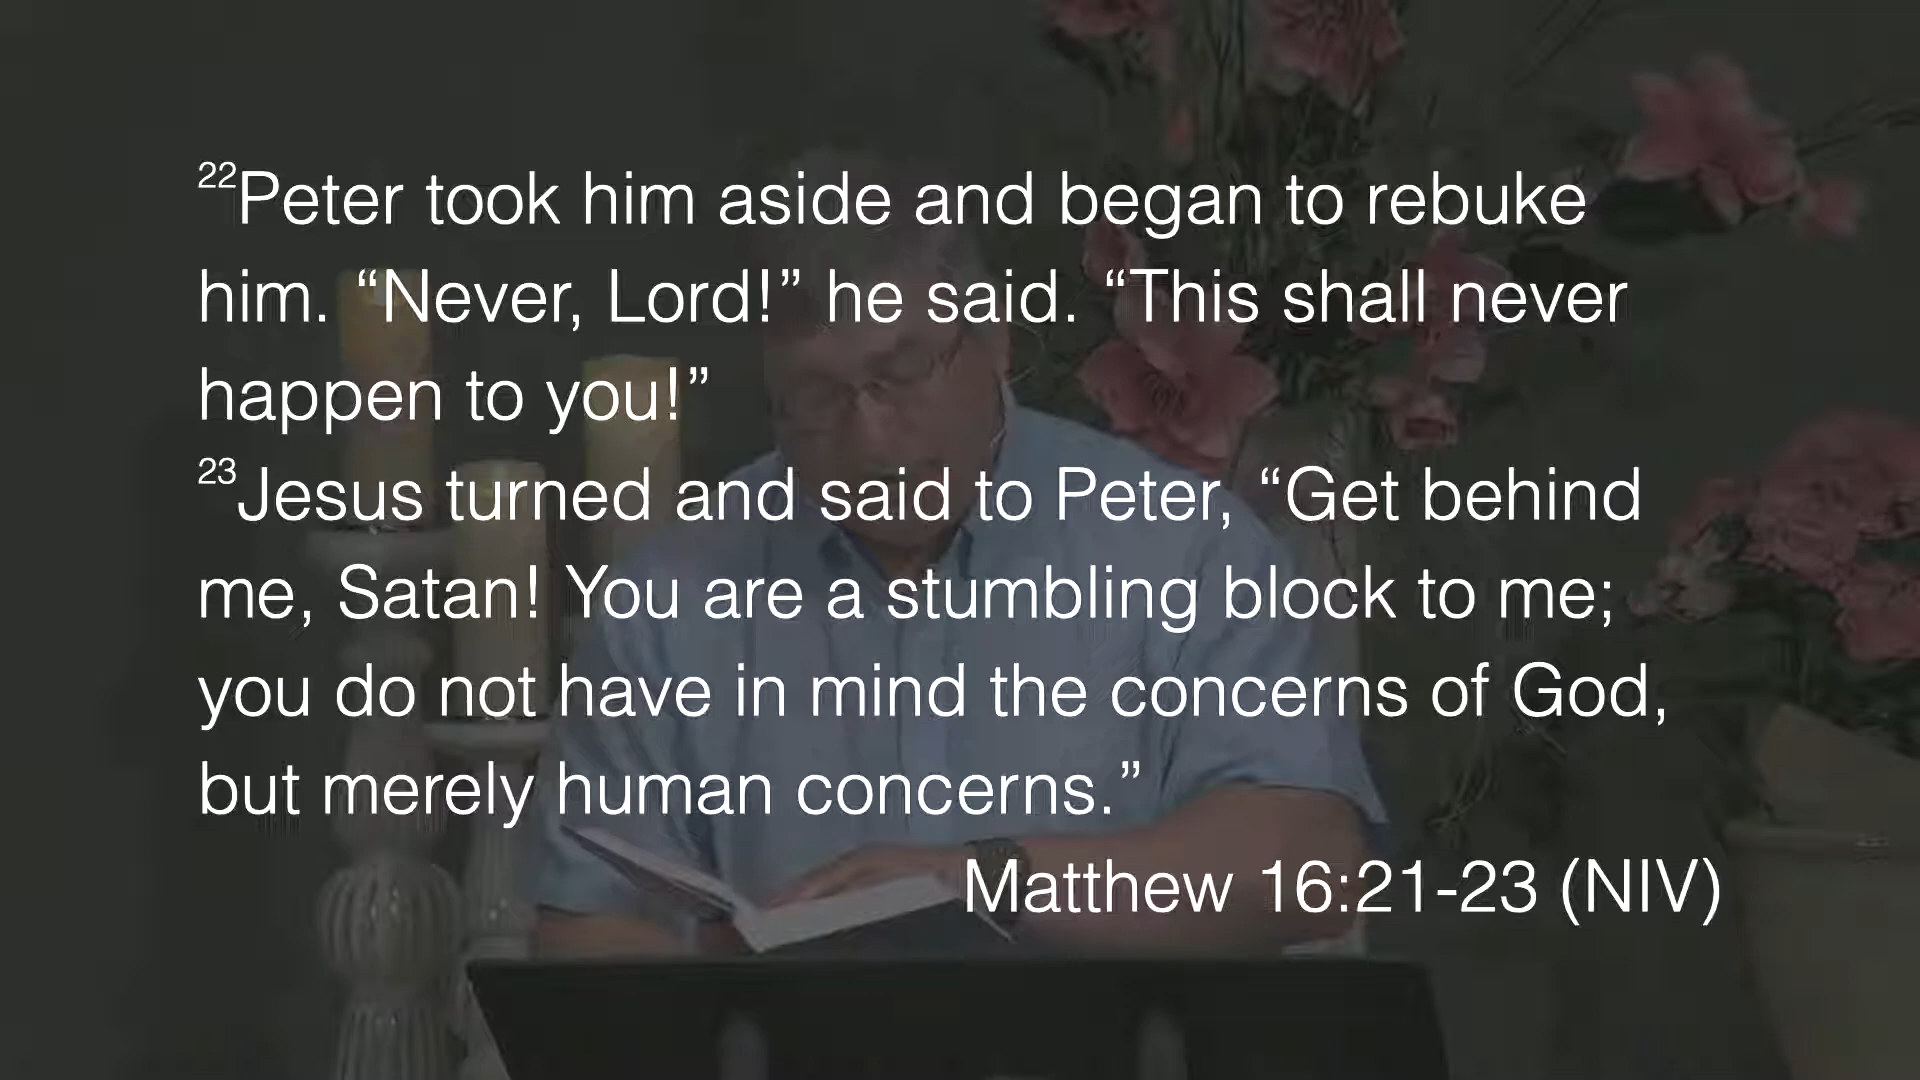 22Peter took him aside and began to rebuke
him. “Never, Lord!” he said. “This shall never
happen to you!”
23Jesus turned and said to Peter, “Get behind
me, Satan! You are a stumbling block to me;
you do not have in mind the concerns of God,
but merely human concerns.”
Matthew 16:21-23 (NIV)